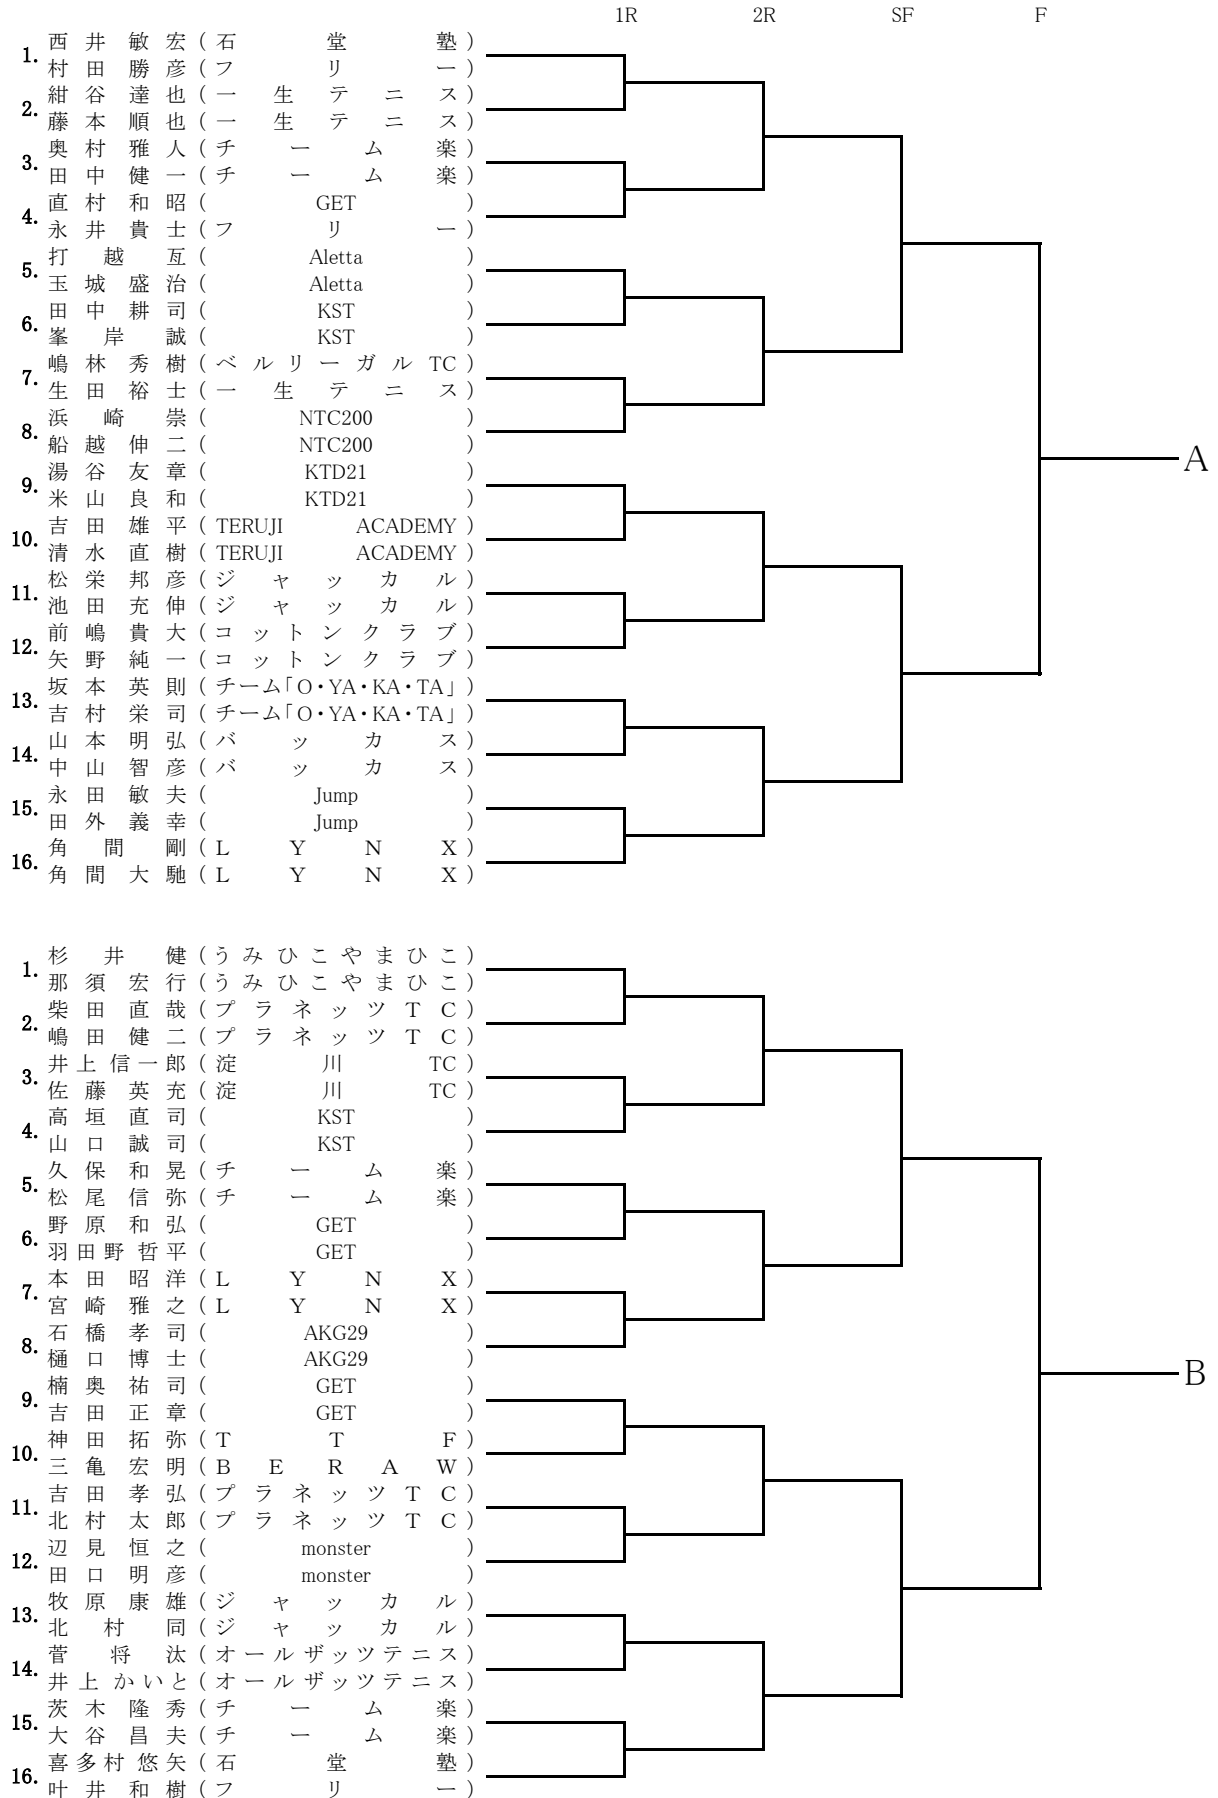 1R 2R SF F
西井敏宏(石堂塾)
1.
村田勝彦(フリー)
紺谷達也(一生テニス)
2.
藤本順也(一生テニス)
奥村雅人(チーム楽)
3.
田中健一(チーム楽)
直村和昭(GET)
4.
永井貴士(フリー)
打越亙(Aletta)
5.
玉城盛治(Aletta)
田中耕司(KST)
6.
峯岸誠(KST)
嶋林秀樹(ベルリーガルTC)
7.
生田裕士(一生テニス)
浜崎崇(NTC200)
8.
船越伸二(NTC200)
A
湯谷友章(KTD21)
9.
米山良和(KTD21)
吉田雄平(TERUJI ACADEMY)
10.
清水直樹(TERUJI ACADEMY)
松栄邦彦(ジャッカル)
11.
池田充伸(ジャッカル)
前嶋貴大(コットンクラブ)
12.
矢野純一(コットンクラブ)
坂本英則(チーム「O・YA・KA・TA」)
13.
吉村栄司(チーム「O・YA・KA・TA」)
山本明弘(バッカス)
14.
中山智彦(バッカス)
永田敏夫(Jump)
15.
田外義幸(Jump)
角間剛(LYNX)
16.
角間大馳(LYNX)
杉井健(うみひこやまひこ)
1.
那須宏行(うみひこやまひこ)
柴田直哉(プラネッツTC)
2.
嶋田健二(プラネッツTC)
井上信一郎(淀川TC)
3.
佐藤英充(淀川TC)
高垣直司(KST)
4.
山口誠司(KST)
久保和晃(チーム楽)
5.
松尾信弥(チーム楽)
野原和弘(GET)
6.
羽田野哲平(GET)
本田昭洋(LYNX)
7.
宮崎雅之(LYNX)
石橋孝司(AKG29)
8.
樋口博士(AKG29)
B
楠奥祐司(GET)
9.
吉田正章(GET)
神田拓弥(TTF)
10.
三亀宏明(BERAW)
吉田孝弘(プラネッツTC)
11.
北村太郎(プラネッツTC)
辺見恒之(monster)
12.
田口明彦(monster)
牧原康雄(ジャッカル)
13.
北村同(ジャッカル)
菅将汰(オールザッツテニス)
14.
井上かいと(オールザッツテニス)
茨木隆秀(チーム楽)
15.
大谷昌夫(チーム楽)
喜多村悠矢(石堂塾)
16.
叶井和樹(フリー)